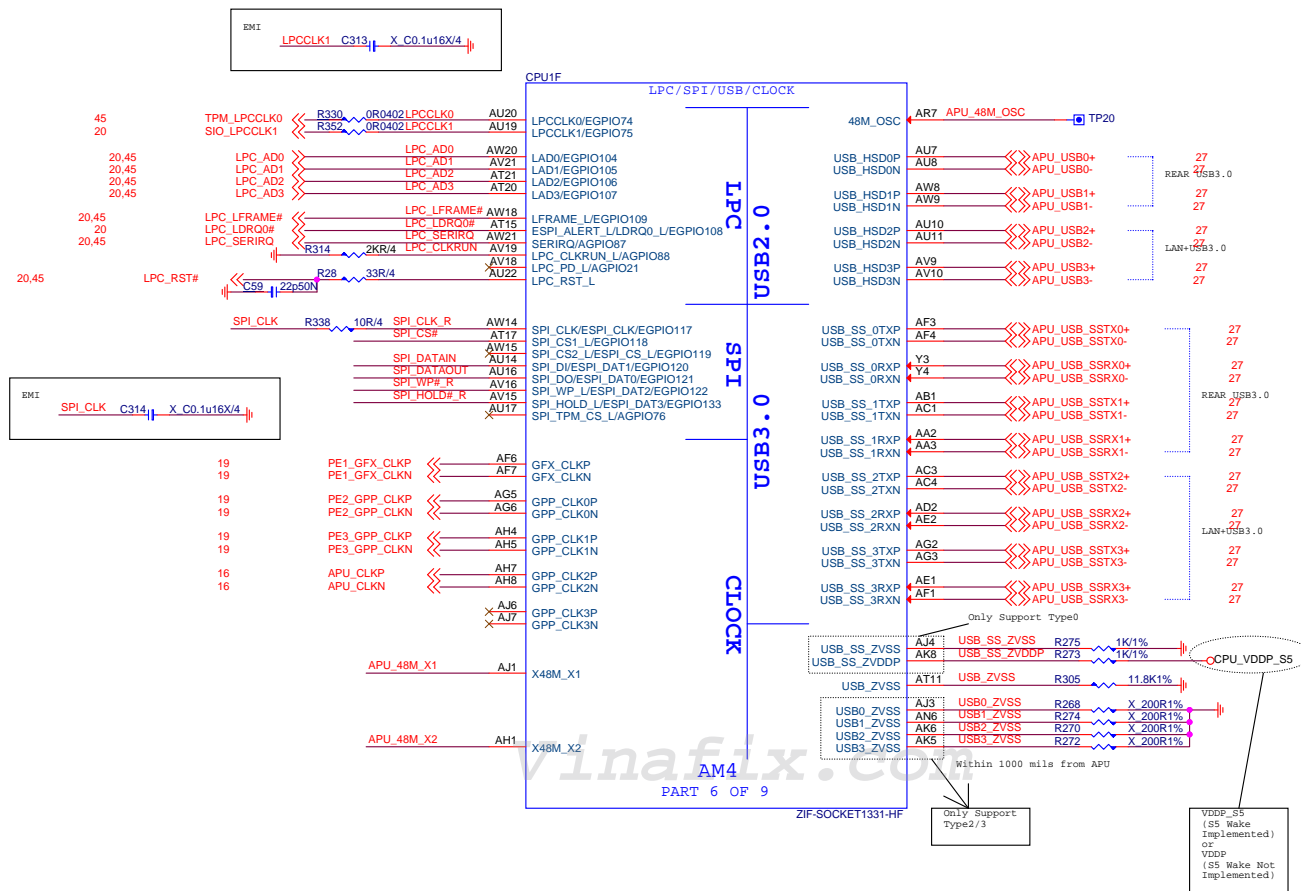 EMI
LPCCLK1 C313 X_C0.1u16X/4
CPU1F
LPC/SPI/USB/CLOCK
45 TPM_LPCCLK0 R330 0R0402 LPCCLK0 AU20 LPCCLK0/EGPIO74
20 SIO_LPCCLK1 R352 0R0402 LPCCLK1 AU19 LPCCLK1/EGPIO75
48M_OSC AR7 APU_48M_OSC TP20
20,45 LPC_AD0 LPC_AD0 AW20 LAD0/EGPIO104
20,45 LPC_AD1 LPC_AD1 AV21 LAD1/EGPIO105
20,45 LPC_AD2 LPC_AD2 AT21 LAD2/EGPIO106
20,45 LPC_AD3 LPC_AD3 AT20 LAD3/EGPIO107
20,45 LPC_LFRAME# LPC_LFRAME# AW18 LFRAME_L/EGPIO109
20 LPC_LDRQ0# LPC_LDRQ0# AT15 ESPI_ALERT_L/LDRQ0_L/EGPIO108
20,45 LPC_SERIRQ LPC_SERIRQ AW21 SERIRQ/AGPIO87
R314 2KR/4 LPC_CLKRUN AV19 LPC_CLKRUN_L/AGPIO88
AV18 LPC_PD_L/AGPIO21
20,45 LPC_RST# R28 33R/4 AU22 LPC_RST_L
C59 22p50N
LPC
USB2.0
USB_HSD0P AU7 APU_USB0+ 27
USB_HSD0N AU8 APU_USB0- 27
REAR USB3.0
USB_HSD1P AW8 APU_USB1+ 27
USB_HSD1N AW9 APU_USB1- 27
USB_HSD2P AU10 APU_USB2+ 27
USB_HSD2N AU11 APU_USB2- 27
LAN+USB3.0
USB_HSD3P AV9 APU_USB3+ 27
USB_HSD3N AV10 APU_USB3- 27
SPI_CLK R338 10R/4 SPI_CLK_R AW14 SPI_CLK/ESPI_CLK/EGPIO117
SPI_CS# AT17 SPI_CS1_L/EGPIO118
AW15 SPI_CS2_L/ESPI_CS_L/EGPIO119
SPI_DATAIN AU14 SPI_DI/ESPI_DAT1/EGPIO120
SPI_DATAOUT AU16 SPI_DO/ESPI_DAT0/EGPIO121
SPI_WP#_R AV16 SPI_WP_L/ESPI_DAT2/EGPIO122
SPI_HOLD#_R AV15 SPI_HOLD_L/ESPI_DAT3/EGPIO133
AU17 SPI_TPM_CS_L/AGPIO76
EMI
SPI_CLK C314 X_C0.1u16X/4
SPI
USB3.0
USB_SS_0TXP AF3 APU_USB_SSTX0+ 27
USB_SS_0TXN AF4 APU_USB_SSTX0- 27
USB_SS_0RXP Y3 APU_USB_SSRX0+ 27
USB_SS_0RXN Y4 APU_USB_SSRX0- 27
REAR USB3.0
USB_SS_1TXP AB1 APU_USB_SSTX1+ 27
USB_SS_1TXN AC1 APU_USB_SSTX1- 27
USB_SS_1RXP AA2 APU_USB_SSRX1+ 27
USB_SS_1RXN AA3 APU_USB_SSRX1- 27
USB_SS_2TXP AC3 APU_USB_SSTX2+ 27
USB_SS_2TXN AC4 APU_USB_SSTX2- 27
USB_SS_2RXP AD2 APU_USB_SSRX2+ 27
USB_SS_2RXN AE2 APU_USB_SSRX2- 27
LAN+USB3.0
USB_SS_3TXP AG2 APU_USB_SSTX3+ 27
USB_SS_3TXN AG3 APU_USB_SSTX3- 27
USB_SS_3RXP AE1 APU_USB_SSRX3+ 27
USB_SS_3RXN AF1 APU_USB_SSRX3- 27
19 PE1_GFX_CLKP AF6 GFX_CLKP
19 PE1_GFX_CLKN AF7 GFX_CLKN
19 PE2_GPP_CLKP AG5 GPP_CLK0P
19 PE2_GPP_CLKN AG6 GPP_CLK0N
19 PE3_GPP_CLKP AH4 GPP_CLK1P
19 PE3_GPP_CLKN AH5 GPP_CLK1N
16 APU_CLKP AH7 GPP_CLK2P
16 APU_CLKN AH8 GPP_CLK2N
AJ6 GPP_CLK3P
AJ7 GPP_CLK3N
CLOCK
APU_48M_X1 AJ1 X48M_X1
APU_48M_X2 AH1 X48M_X2
Only Support Type0
USB_SS_ZVSS AJ4 USB_SS_ZVSS R275 1K/1%
USB_SS_ZVDDP AK8 USB_SS_ZVDDP R273 1K/1% CPU_VDDP_S5
USB_ZVSS AT11 USB_ZVSS R305 11.8K1%
USB0_ZVSS AJ3 USB0_ZVSS R268 X_200R1%
USB1_ZVSS AN6 USB1_ZVSS R274 X_200R1%
USB2_ZVSS AK6 USB2_ZVSS R270 X_200R1%
USB3_ZVSS AK5 USB3_ZVSS R272 X_200R1%
Within 1000 mils from APU
Vinafix.com
AM4
PART 6 OF 9
ZIF-SOCKET1331-HF
Only Support
Type2/3
VDDP_S5
(S5 Wake
Implemented)
or
VDDP
(S5 Wake Not
Implemented)